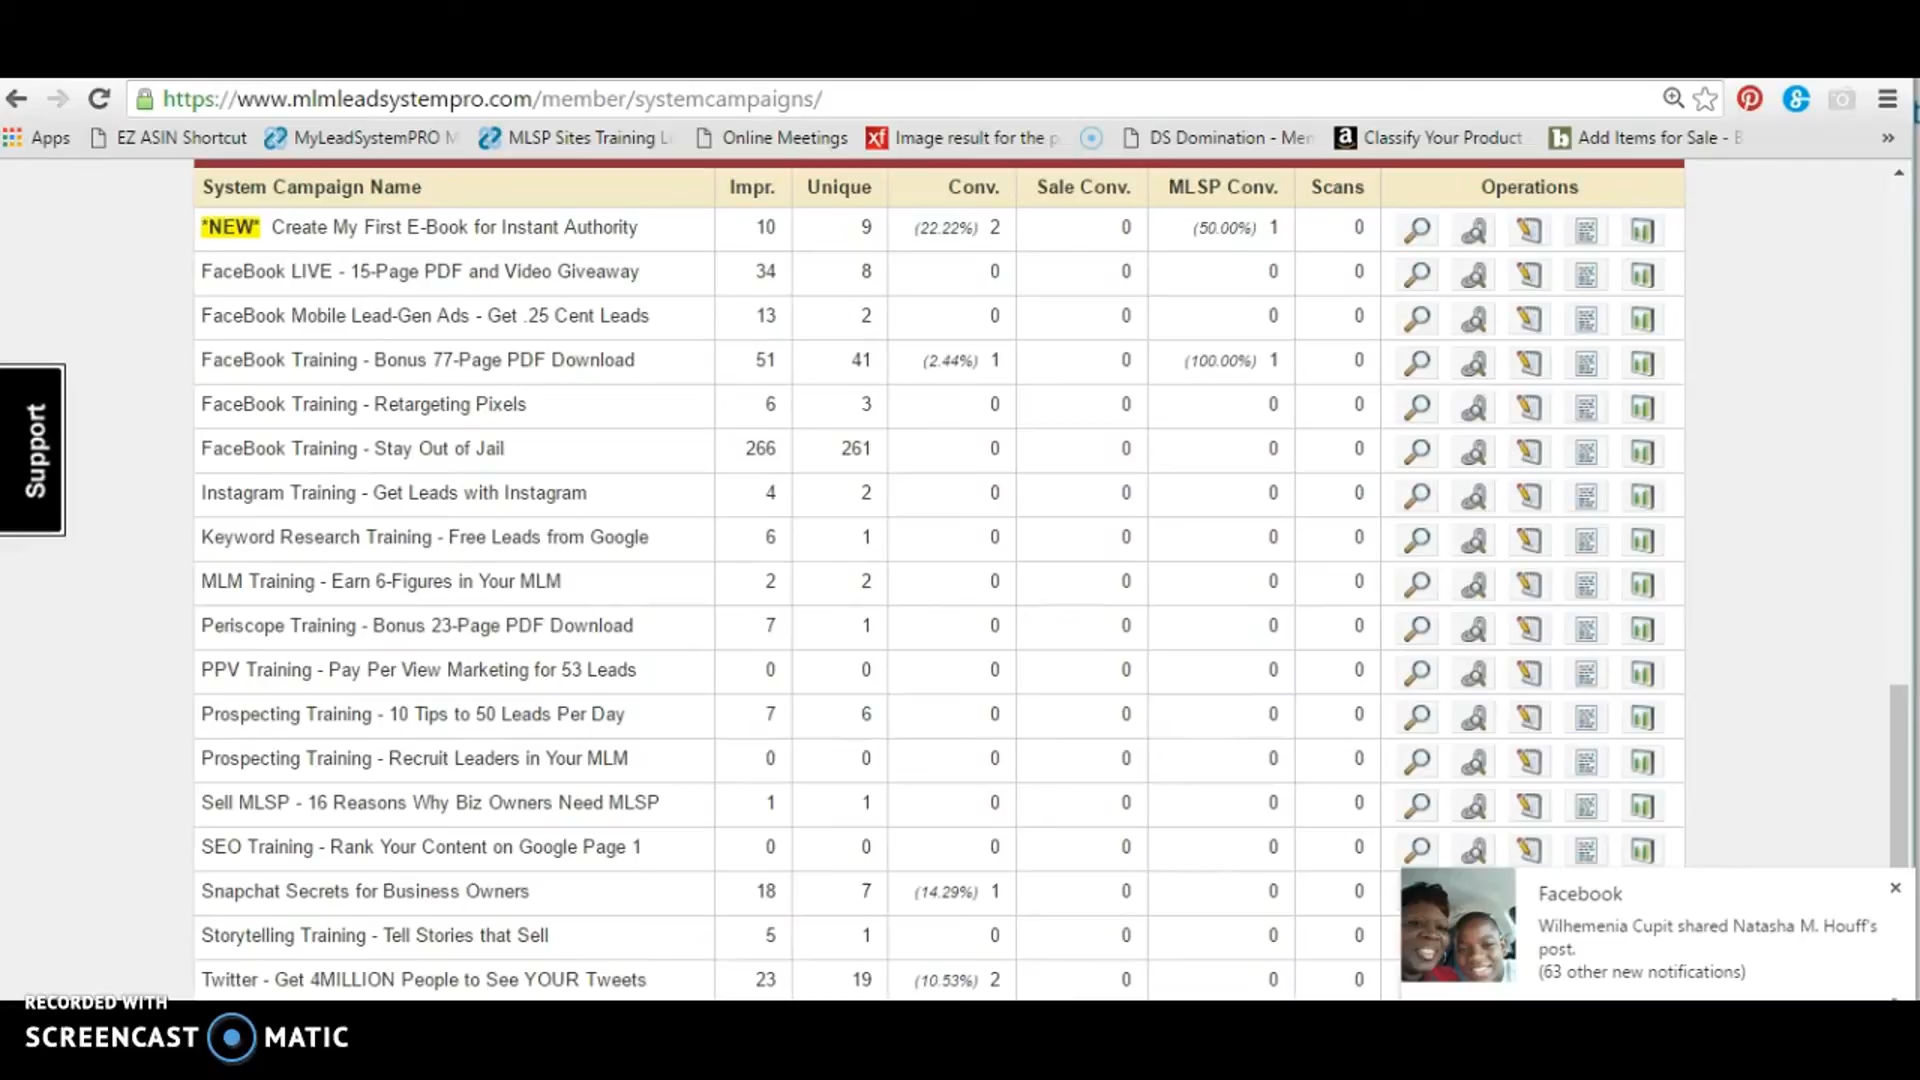 https://www.mlmleadsystempro.com/member/systemcampaigns/
Apps EZ ASIN Shortcut MyLeadSystemPRO MLSP Sites Training Online Meetings Image result for the DS Domination - Classify Your Product Add Items for Sale - »
System Campaign Name Impr. Unique Conv. Sale Conv. MLSP Conv. Scans Operations
*NEW* Create My First E-Book for Instant Authority 10 9 (22.22%) 2 0 (50.00%) 1 0
FaceBook LIVE - 15-Page PDF and Video Giveaway 34 8 0 0 0 0
FaceBook Mobile Lead-Gen Ads - Get .25 Cent Leads 13 2 0 0 0 0
FaceBook Training - Bonus 77-Page PDF Download 51 41 (2.44%) 1 0 (100.00%) 1 0
FaceBook Training - Retargeting Pixels 6 3 0 0 0 0
FaceBook Training - Stay Out of Jail 266 261 0 0 0 0
Support
Instagram Training - Get Leads with Instagram 4 2 0 0 0 0
Keyword Research Training - Free Leads from Google 6 1 0 0 0 0
MLM Training - Earn 6-Figures in Your MLM 2 2 0 0 0 0
Periscope Training - Bonus 23-Page PDF Download 7 1 0 0 0 0
PPV Training - Pay Per View Marketing for 53 Leads 0 0 0 0 0 0
Prospecting Training - 10 Tips to 50 Leads Per Day 7 6 0 0 0 0
Prospecting Training - Recruit Leaders in Your MLM 0 0 0 0 0 0
Sell MLSP - 16 Reasons Why Biz Owners Need MLSP 1 1 0 0 0 0
SEO Training - Rank Your Content on Google Page 1 0 0 0 0 0 0
Snapchat Secrets for Business Owners 18 7 (14.29%) 1 0 0 0
Storytelling Training - Tell Stories that Sell 5 1 0 0 0 0
Twitter - Get 4MILLION People to See YOUR Tweets 23 19 (10.53%) 2 0 0 0
Facebook
Wilhemenia Cupit shared Natasha M. Houff's
post.
(63 other new notifications)
RECORDED WITH
SCREENCAST MATIC